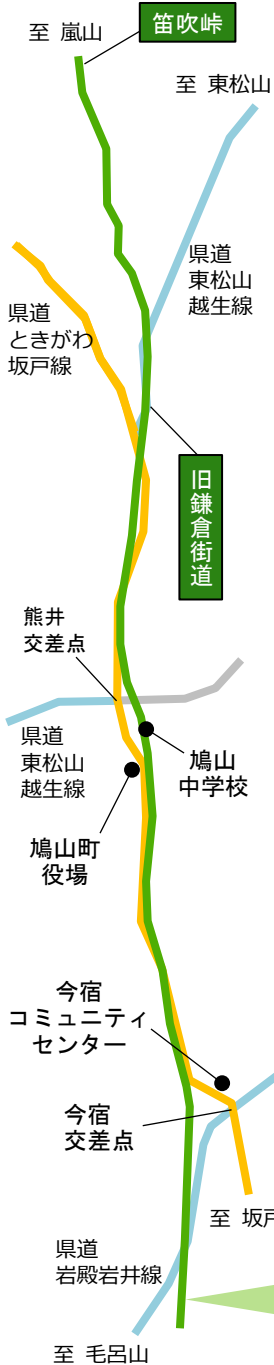 笛吹峠
至 嵐山
至 東松山
県道
東松山
越生線
県道
ときがわ
坂戸線
旧鎌倉街道
熊井
交差点
県道
東松山
越生線
鳩山
中学校
鳩山町
役場
今宿
コミュニティ
センター
今宿
交差点
至 坂戸
県道
岩殿岩井線
至 毛呂山